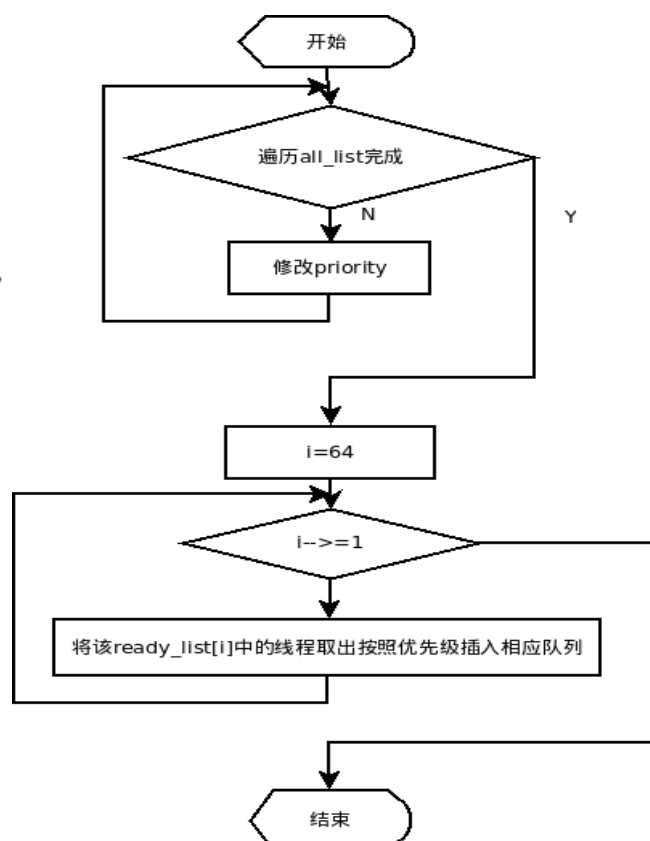 开始
遍历all_list完成
N
Y
修改priority
i=64
i-->=1
将该ready_list[i]中的线程取出按照优先级插入相应队列
结束